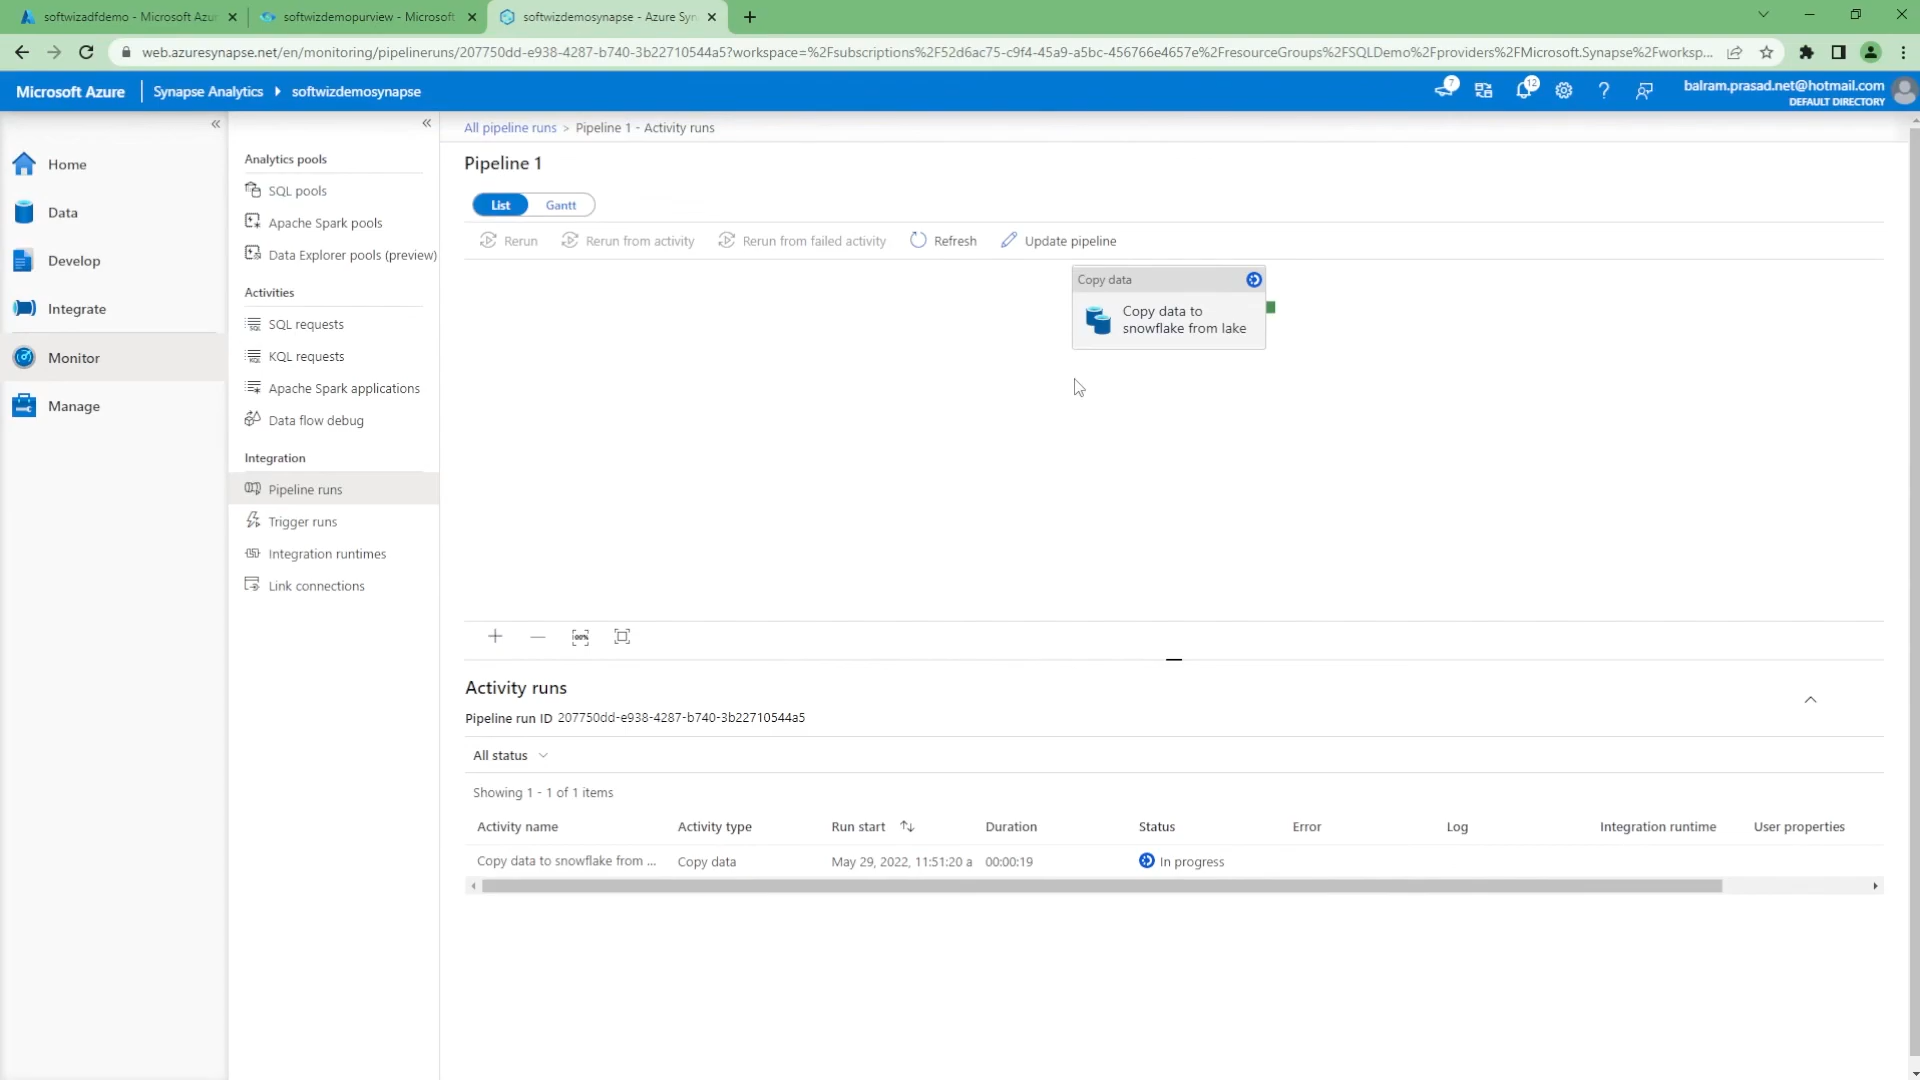 softwizadfdemo - Microsoft Azur
softwizdemopurview - Microsoft
softwizdemosynapse - Azure Syn
web.azuresynapse.net/en/monitoring/pipelineruns/207750dd-e938-4287-b740-3b22710544a5?workspace=%2Fsubscriptions%2F52d6ac75-c9f4-45a9-a5bc-456766e4657e%2FresourceGroups%2FSQLDemo%2Fproviders%2FMicrosoft.Synapse%2Fworksp...
Microsoft Azure
Synapse Analytics
softwizdemosynapse
7
12
balram.prasad.net@hotmail.com
DEFAULT DIRECTORY
Home
Data
Develop
Integrate
Monitor
Manage
Analytics pools
SQL pools
Apache Spark pools
Data Explorer pools (preview)
Activities
SQL requests
KQL requests
Apache Spark applications
Data flow debug
Integration
Pipeline runs
Trigger runs
Integration runtimes
Link connections
All pipeline runs > Pipeline 1 - Activity runs
Pipeline 1
List Gantt
Rerun Rerun from activity Rerun from failed activity Refresh Update pipeline
Copy data
Copy data to
snowflake from lake
Activity runs
Pipeline run ID 207750dd-e938-4287-b740-3b22710544a5
All status
Showing 1 - 1 of 1 items
Activity name Activity type Run start Duration Status Error Log Integration runtime User properties
Copy data to snowflake from ... Copy data May 29, 2022, 11:51:20 a 00:00:19 In progress